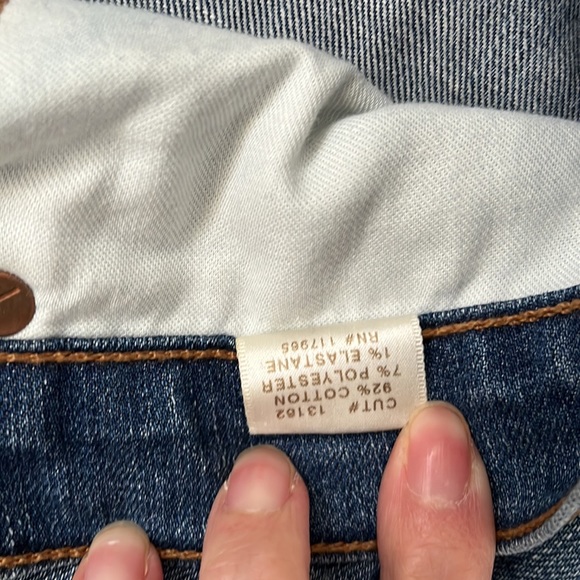 CUT# 13162
92% COTTON
7% POLYESTER
1% ELASTANE
RN# 117965